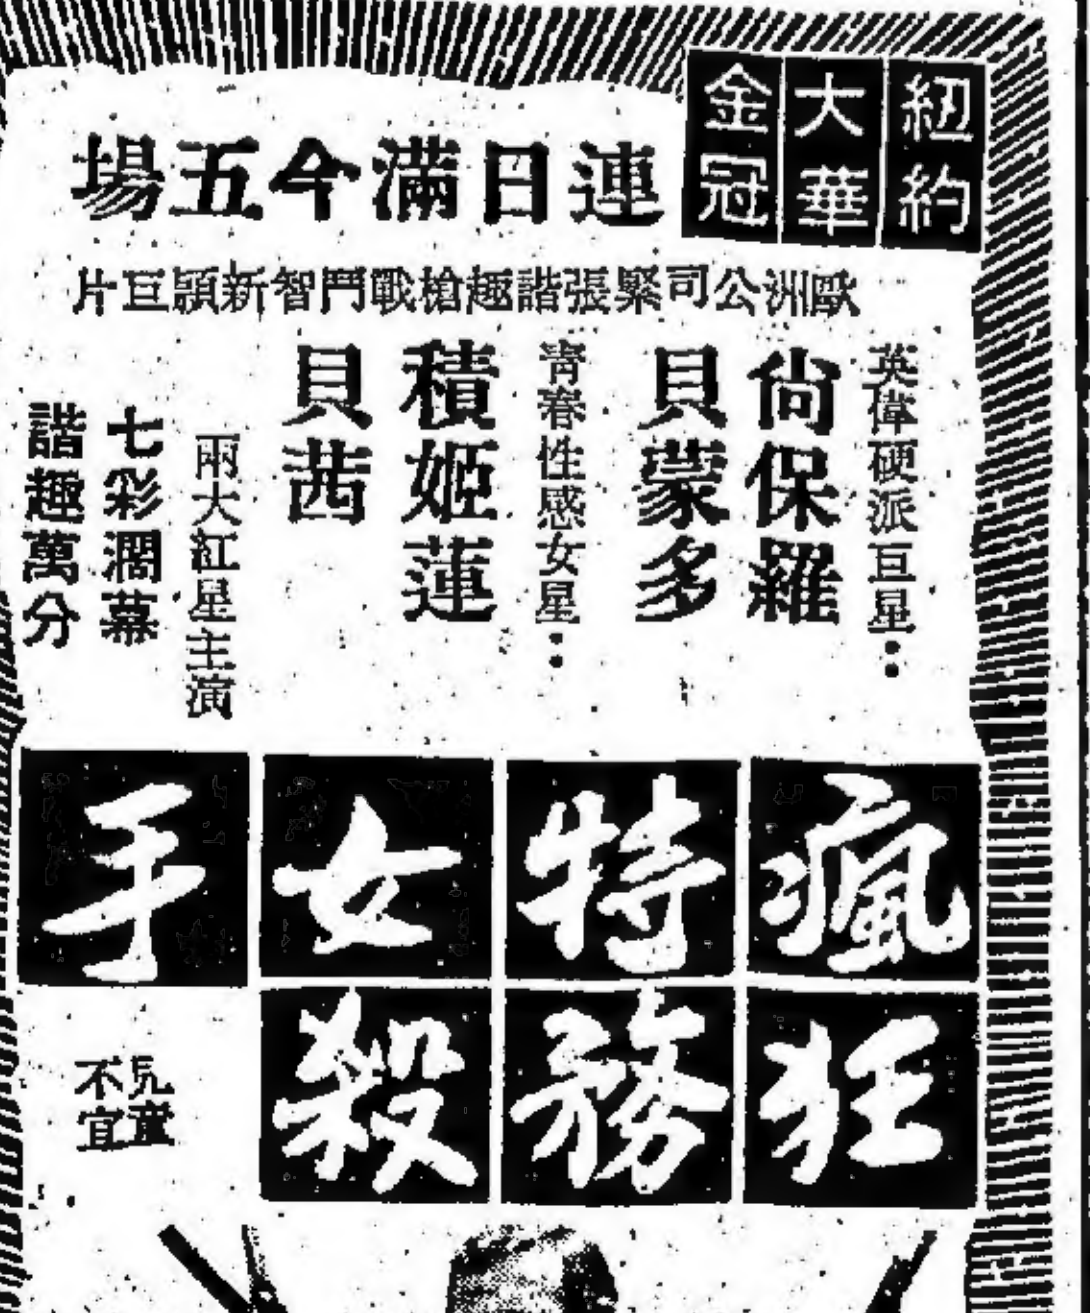 紐約
大華
金冠
連日滿今五場
歐洲公司緊張諧趣槍戰鬥智新穎巨片
英偉硬派巨星：
尙保羅
貝蒙多
青春性感女星：
積姬蓮
貝茜
兩大紅星主演
七彩濶幕
諧趣萬分
瘋狂
特務
女殺
手
兒童
不宜